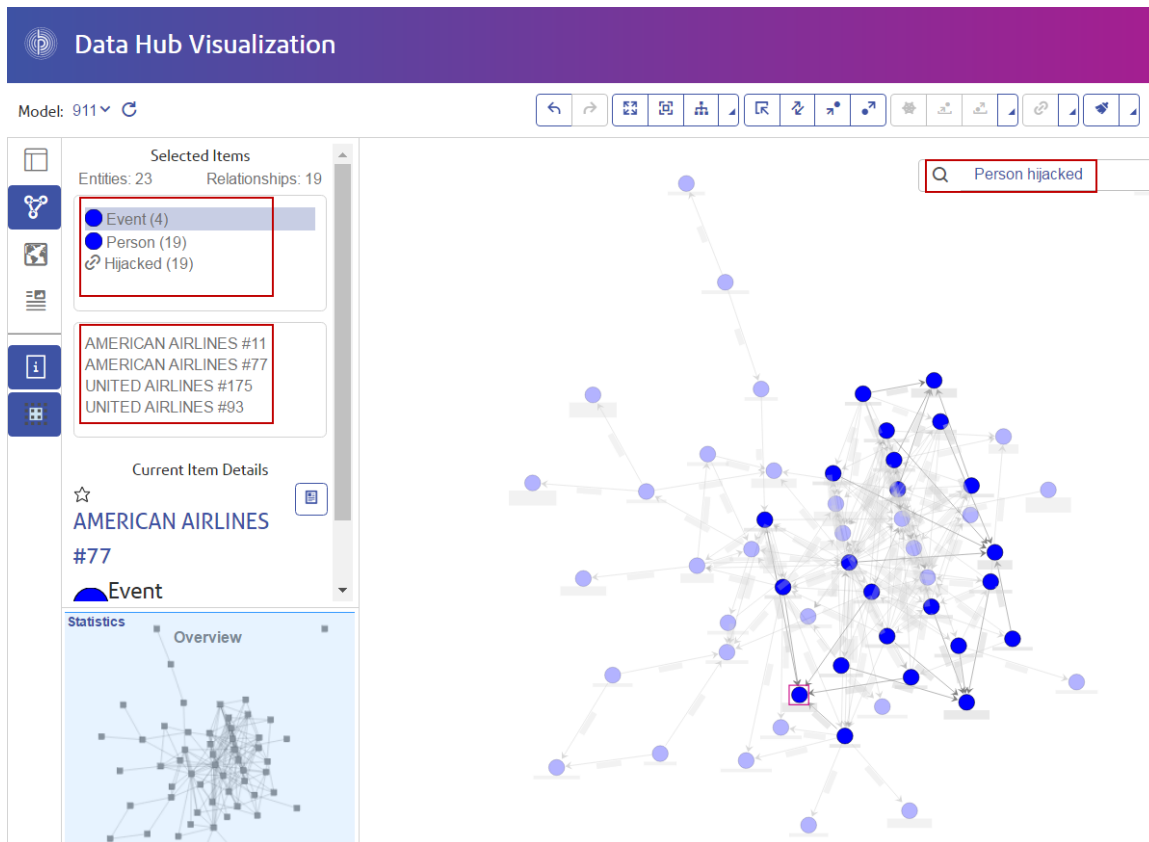 Data Hub Visualization
Model: 911
Selected Items
Entities: 23 Relationships: 19
Person hijacked
Event (4)
Person (19)
Hijacked (19)
AMERICAN AIRLINES #11
AMERICAN AIRLINES #77
UNITED AIRLINES #175
UNITED AIRLINES #93
Current Item Details
AMERICAN AIRLINES
#77
Event
Statistics
Overview